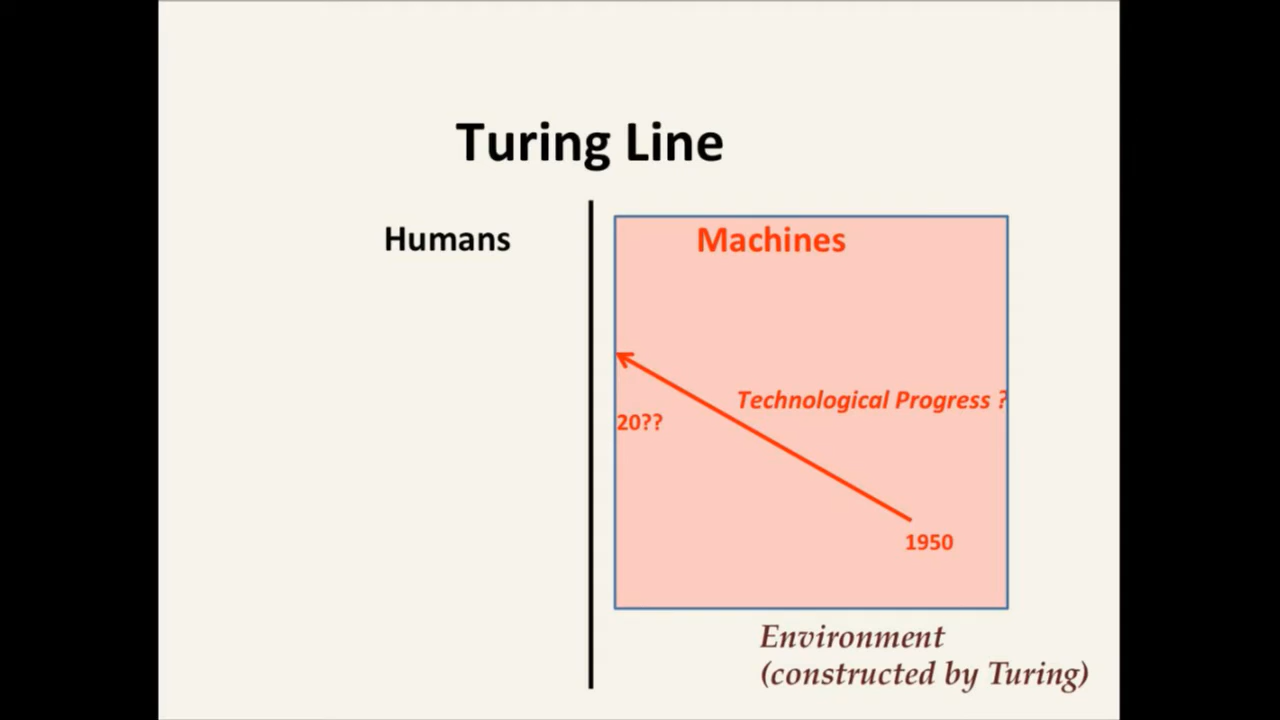 Turing Line
Humans
Machines
Technological Progress ?
20??
1950
Environment
(constructed by Turing)